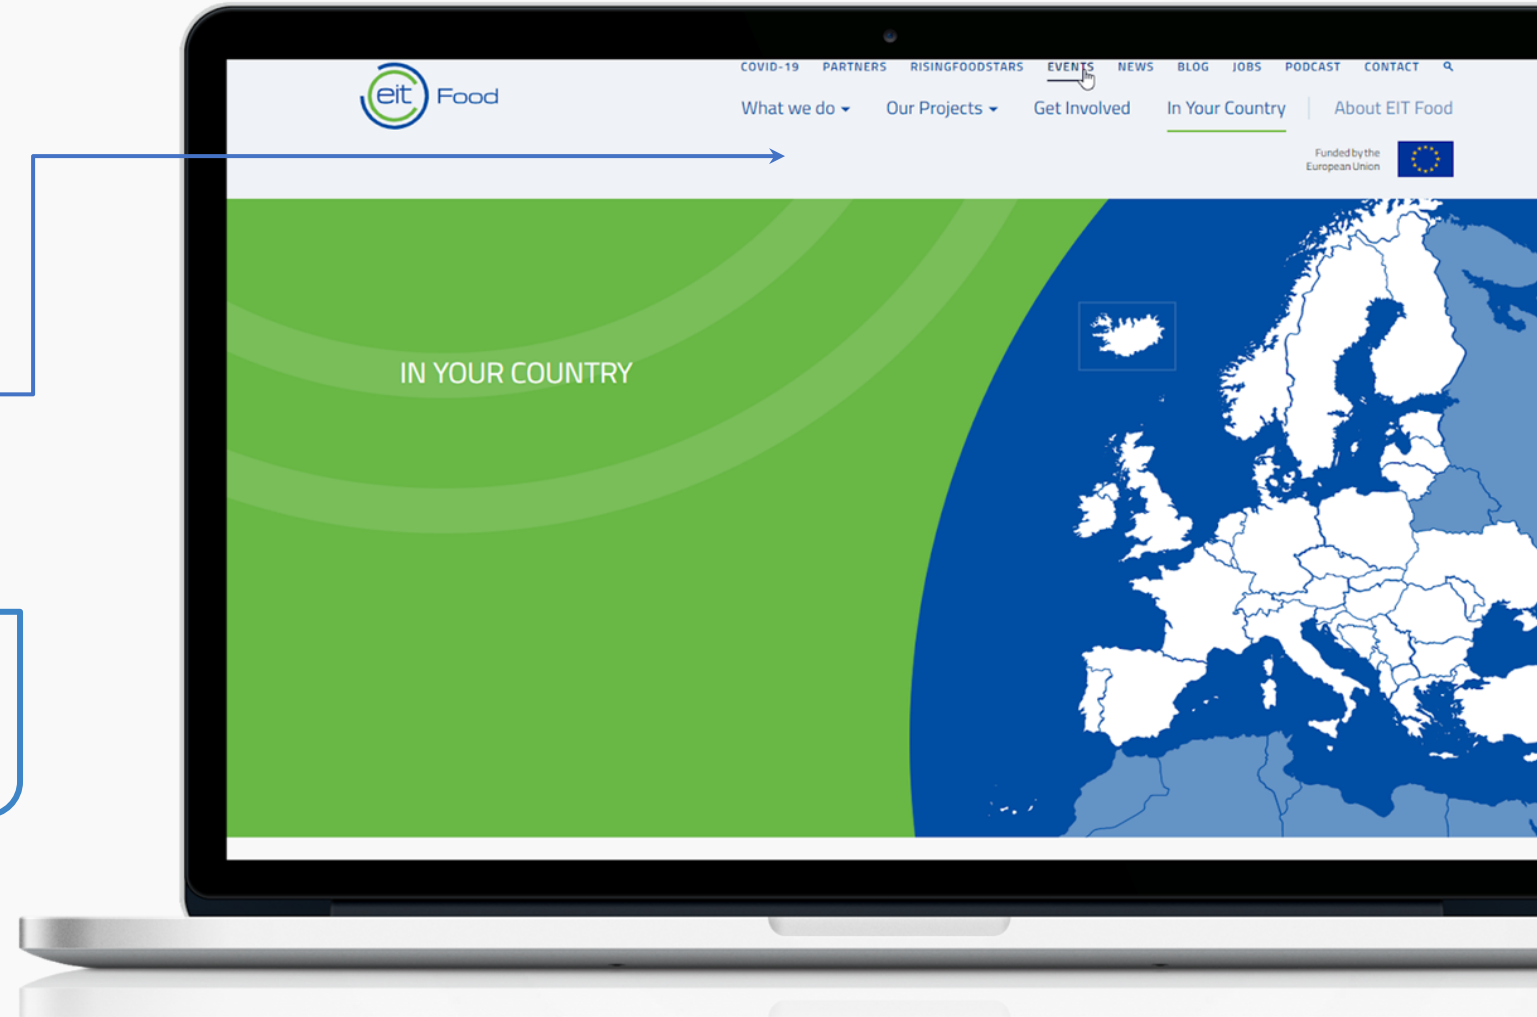 eit Food
COVID-19 PARTNERS RISINGFOODSTARS EVENTS NEWS BLOG JOBS PODCAST CONTACT
What we do Our Projects Get Involved In Your Country About EIT Food
Funded by the
European Union
IN YOUR COUNTRY